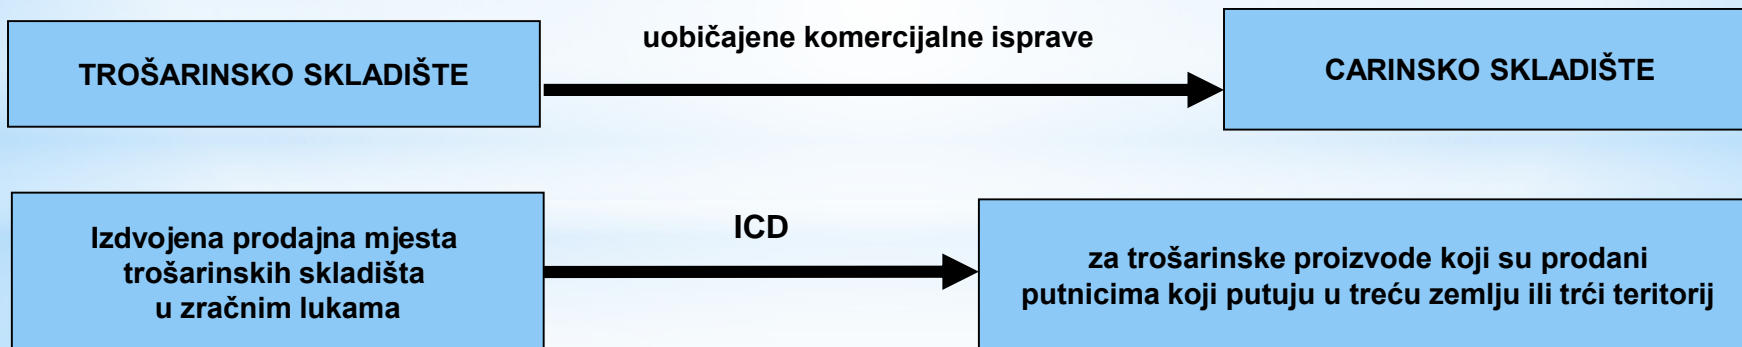 TROŠARINSKO SKLADIŠTE
uobičajene komercijalne isprave
CARINSKO SKLADIŠTE
Izdvojena prodajna mjesta
trošarinskih skladišta
u zračnim lukama
ICD
za trošarinske proizvode koji su prodani
putnicima koji putuju u treću zemlju ili trći teritorij